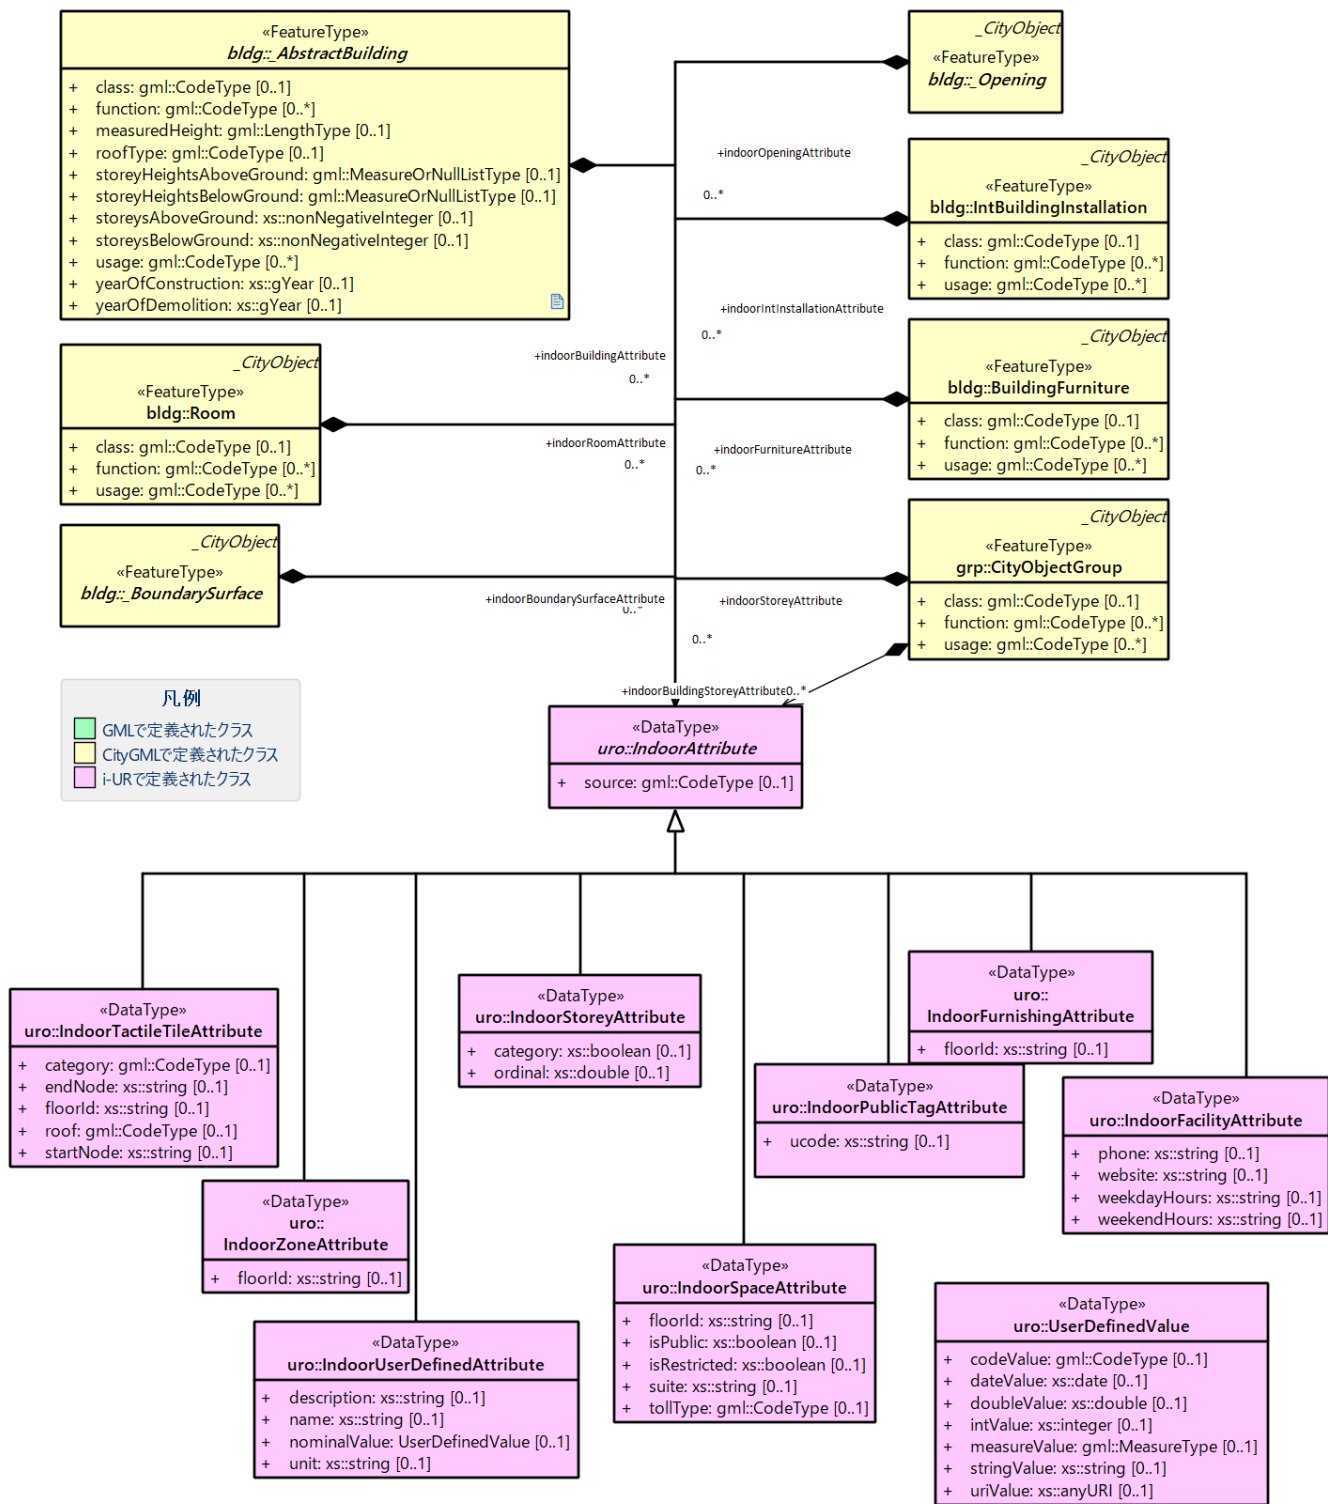 «FeatureType»
bldg::_AbstractBuilding
+ class: gml::CodeType [0..1]
+ function: gml::CodeType [0..*]
+ measuredHeight: gml::LengthType [0..1]
+ roofType: gml::CodeType [0..1]
+ storeyHeightsAboveGround: gml::MeasureOrNullListType [0..1]
+ storeyHeightsBelowGround: gml::MeasureOrNullListType [0..1]
+ storeysAboveGround: xs::nonNegativeInteger [0..1]
+ storeysBelowGround: xs::nonNegativeInteger [0..1]
+ usage: gml::CodeType [0..*]
+ yearOfConstruction: xs::gYear [0..1]
+ yearOfDemolition: xs::gYear [0..1]
_CityObject
«FeatureType»
bldg::_Opening
+indoorOpeningAttribute
0..*
_CityObject
«FeatureType»
bldg::IntBuildingInstallation
+ class: gml::CodeType [0..1]
+ function: gml::CodeType [0..*]
+ usage: gml::CodeType [0..*]
+indoorIntInstallationAttribute
0..*
+indoorBuildingAttribute
0..*
_CityObject
«FeatureType»
bldg::Room
+ class: gml::CodeType [0..1]
+ function: gml::CodeType [0..*]
+ usage: gml::CodeType [0..*]
_CityObject
«FeatureType»
bldg::BuildingFurniture
+ class: gml::CodeType [0..1]
+ function: gml::CodeType [0..*]
+ usage: gml::CodeType [0..*]
+indoorRoomAttribute
0..*
+indoorFurnitureAttribute
0..*
_CityObject
«FeatureType»
bldg::_BoundarySurface
_CityObject
«FeatureType»
grp::CityObjectGroup
+ class: gml::CodeType [0..1]
+ function: gml::CodeType [0..*]
+ usage: gml::CodeType [0..*]
+indoorBoundarySurfaceAttribute
0..*
+indoorStoreyAttribute
0..*
+indoorBuildingStoreyAttribute
0..*
凡例
GMLで定義されたクラス
CityGMLで定義されたクラス
i-URで定義されたクラス
«DataType»
uro::IndoorAttribute
+ source: gml::CodeType [0..1]
«DataType»
uro::IndoorTactileTileAttribute
+ category: gml::CodeType [0..1]
+ endNode: xs::string [0..1]
+ floorId: xs::string [0..1]
+ roof: gml::CodeType [0..1]
+ startNode: xs::string [0..1]
«DataType»
uro::IndoorStoreyAttribute
+ category: xs::boolean [0..1]
+ ordinal: xs::double [0..1]
«DataType»
uro::
IndoorFurnishingAttribute
+ floorId: xs::string [0..1]
«DataType»
uro::IndoorPublicTagAttribute
+ ucode: xs::string [0..1]
«DataType»
uro::IndoorFacilityAttribute
+ phone: xs::string [0..1]
+ website: xs::string [0..1]
+ weekdayHours: xs::string [0..1]
+ weekendHours: xs::string [0..1]
«DataType»
uro::
IndoorZoneAttribute
+ floorId: xs::string [0..1]
«DataType»
uro::IndoorSpaceAttribute
+ floorId: xs::string [0..1]
+ isPublic: xs::boolean [0..1]
+ isRestricted: xs::boolean [0..1]
+ suite: xs::string [0..1]
+ tollType: gml::CodeType [0..1]
«DataType»
uro::IndoorUserDefinedAttribute
+ description: xs::string [0..1]
+ name: xs::string [0..1]
+ nominalValue: UserDefinedValue [0..1]
+ unit: xs::string [0..1]
«DataType»
uro::UserDefinedValue
+ codeValue: gml::CodeType [0..1]
+ dateValue: xs::date [0..1]
+ doubleValue: xs::double [0..1]
+ intValue: xs::integer [0..1]
+ measureValue: gml::MeasureType [0..1]
+ stringValue: xs::string [0..1]
+ uriValue: xs::anyURI [0..1]